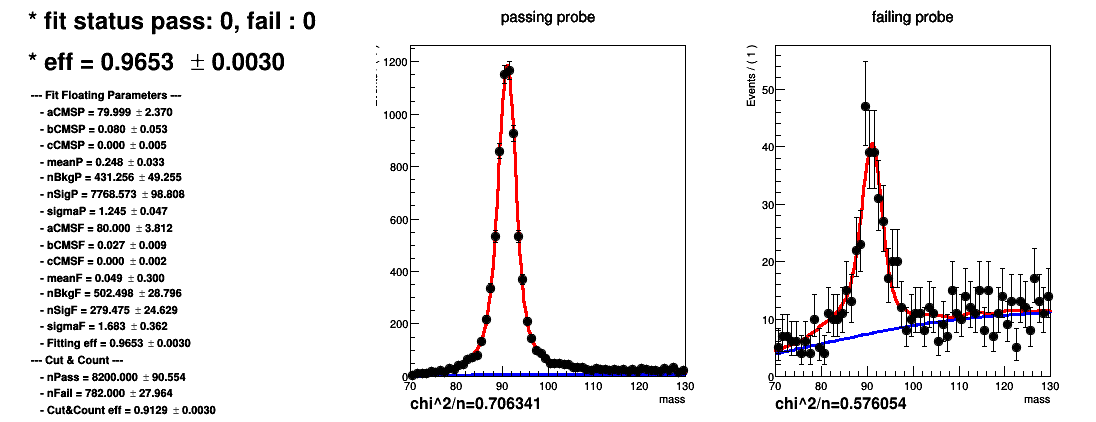 * fit status pass: 0, fail : 0
* eff = 0.9653 ± 0.0030
--- Fit Floating Parameters ---
- aCMSP = 79.999 ± 2.370
- bCMSP = 0.080 ± 0.053
- cCMSP = 0.000 ± 0.005
- meanP = 0.248 ± 0.033
- nBkgP = 431.256 ± 49.255
- nSigP = 7768.573 ± 98.808
- sigmaP = 1.245 ± 0.047
- aCMSF = 80.000 ± 3.812
- bCMSF = 0.027 ± 0.009
- cCMSF = 0.000 ± 0.002
- meanF = 0.049 ± 0.300
- nBkgF = 502.498 ± 28.796
- nSigF = 279.475 ± 24.629
- sigmaF = 1.683 ± 0.362
- Fitting eff = 0.9653 ± 0.0030
--- Cut & Count ---
- nPass = 8200.000 ± 90.554
- nFail = 782.000 ± 27.964
- Cut&Count eff = 0.9129 ± 0.0030
passing probe
1200
1000
800
600
400
200
0
70 80 90 100 110 120 130
mass
chi^2/n=0.706341
failing probe
Events / ( 1 )
50
40
30
20
10
0
70 80 90 100 110 120 130
mass
chi^2/n=0.576054